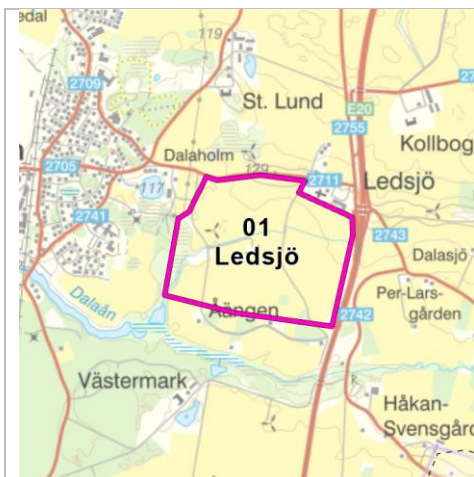 edal
119
2709
St. Lund
E20
2755
Kollbog
Dalaholm
129
2705
2711
Ledsjö
117
2741
01
Ledsjö
2743
Dalasjö
Per-Lars-
gården
Dalaån
Åängen
2742
Västermark
Håkan-
Svensgård